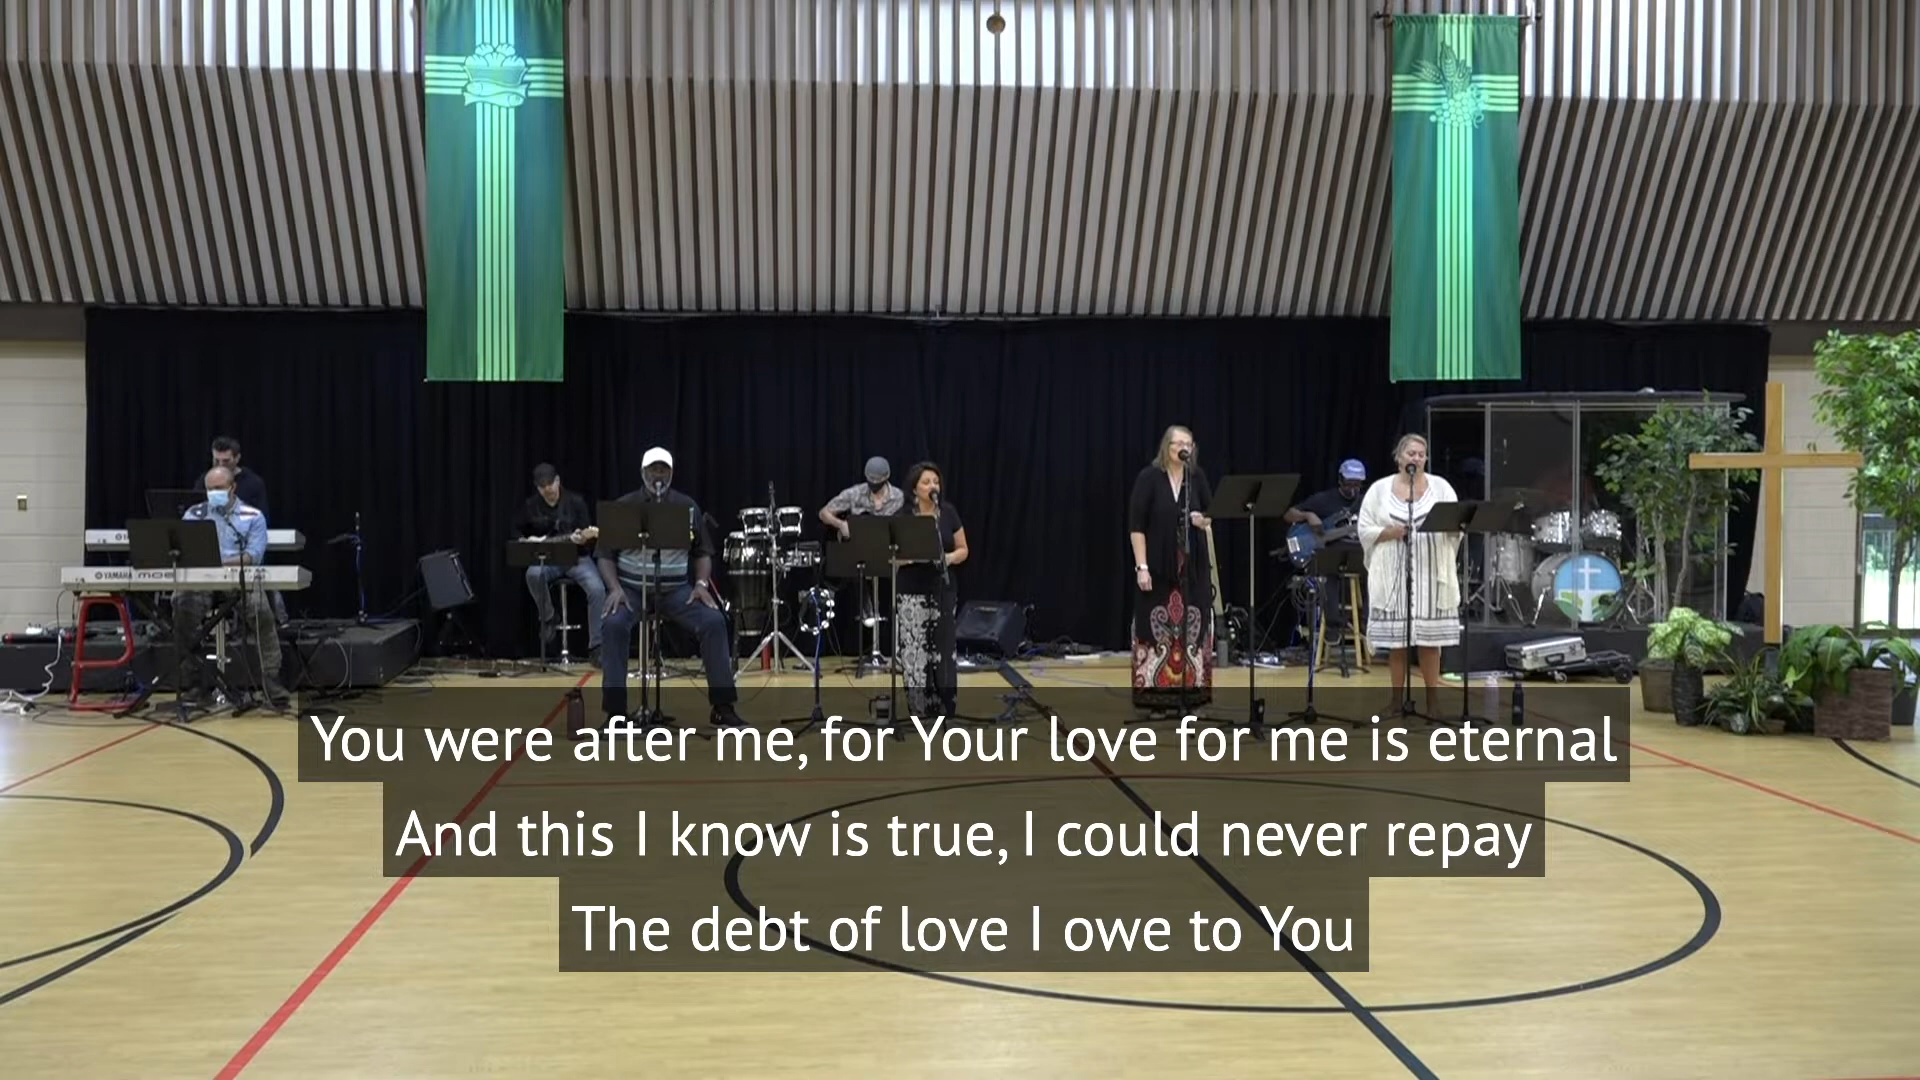 You were after me, for Your love for me is eternal
And this I know is true, I could never repay
The debt of love I owe to You
YAMAHA